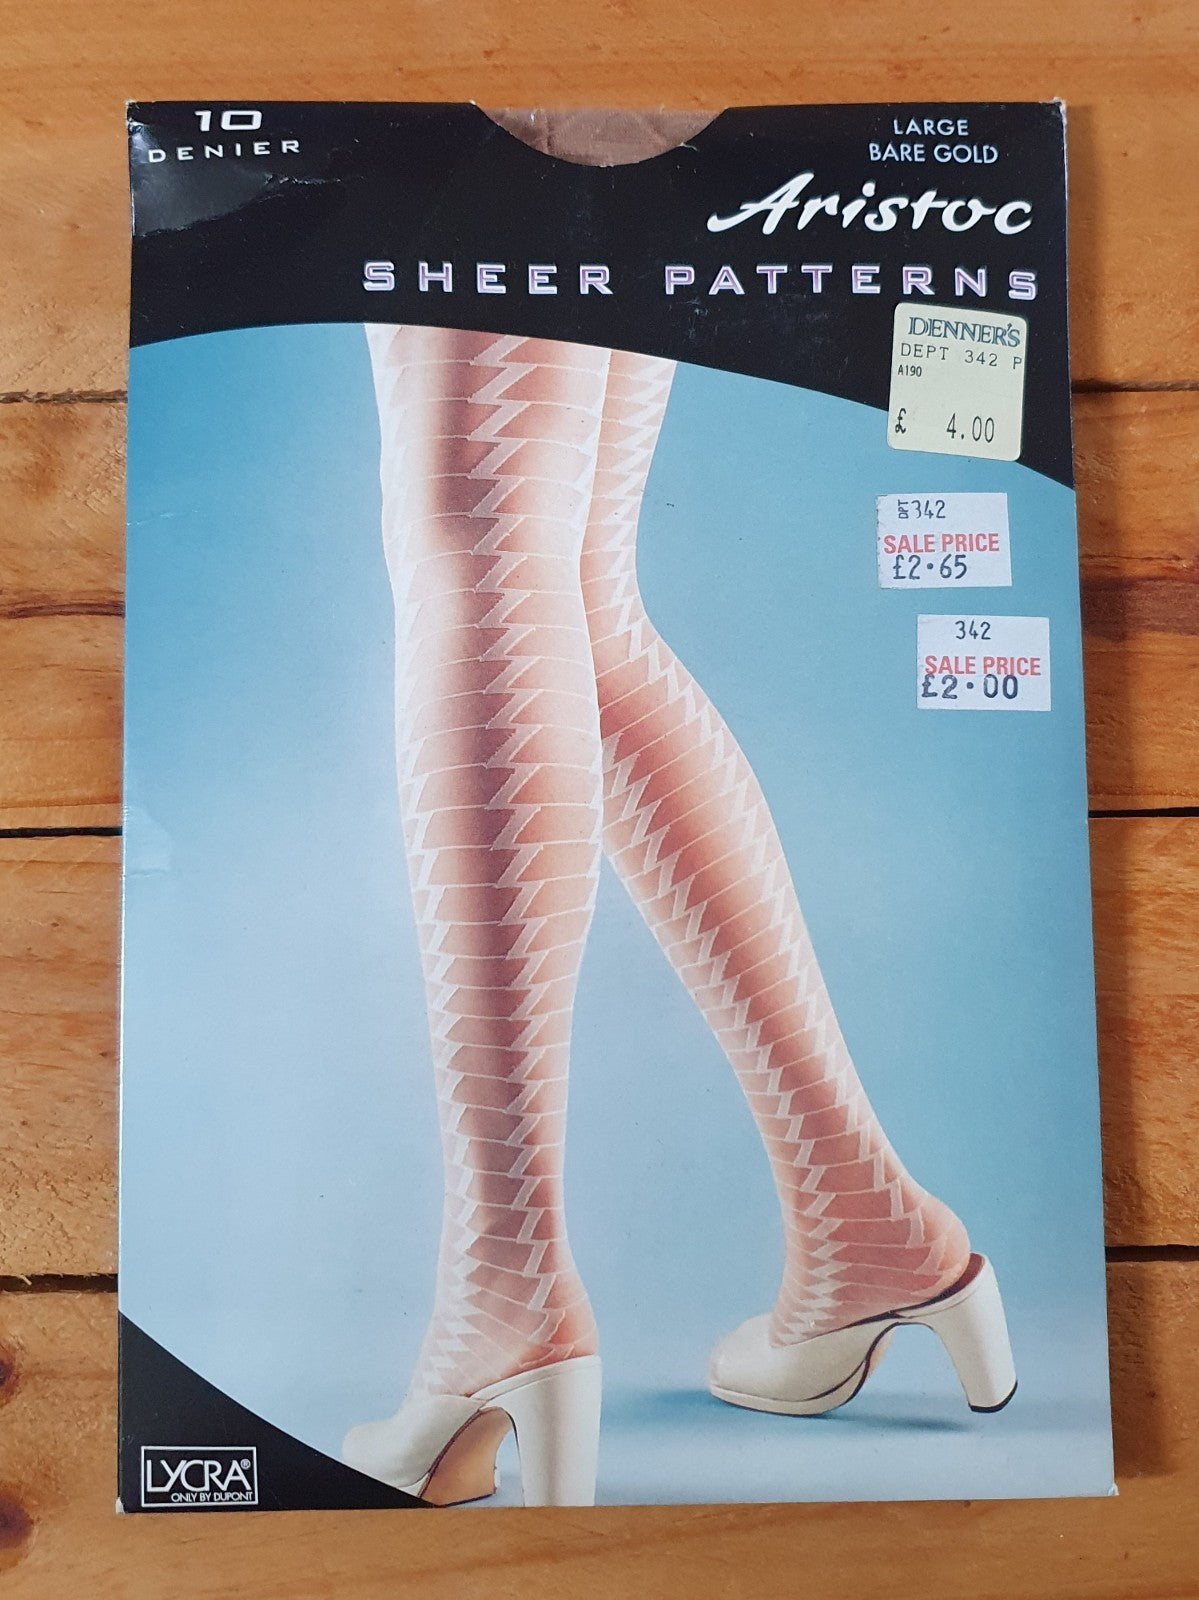 10
DENIER
LARGE
BARE GOLD
Aristoc
SHEER PATTERNS
DENNER'S
DEPT 342 P
A190
£ 4.00
DPT 342
SALE PRICE
£2.65
342
SALE PRICE
£2.00
LYCRA®
ONLY BY DUPONT